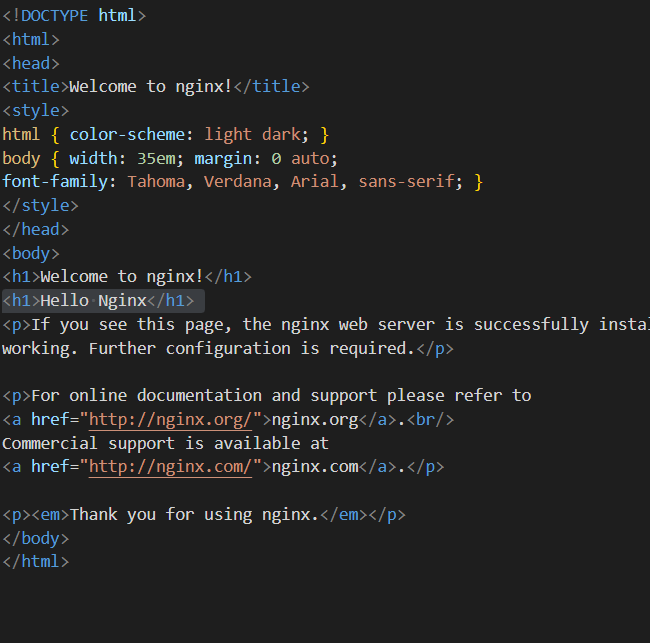 <!DOCTYPE html>
<html>
<head>
<title>Welcome to nginx!</title>
<style>
html { color-scheme: light dark; }
body { width: 35em; margin: 0 auto;
font-family: Tahoma, Verdana, Arial, sans-serif; }
</style>
</head>
<body>
<h1>Welcome to nginx!</h1>
<h1>Hello Nginx</h1>
<p>If you see this page, the nginx web server is successfully instal
working. Further configuration is required.</p>

<p>For online documentation and support please refer to
<a href="http://nginx.org/">nginx.org</a>.<br/>
Commercial support is available at
<a href="http://nginx.com/">nginx.com</a>.</p>

<p><em>Thank you for using nginx.</em></p>
</body>
</html>